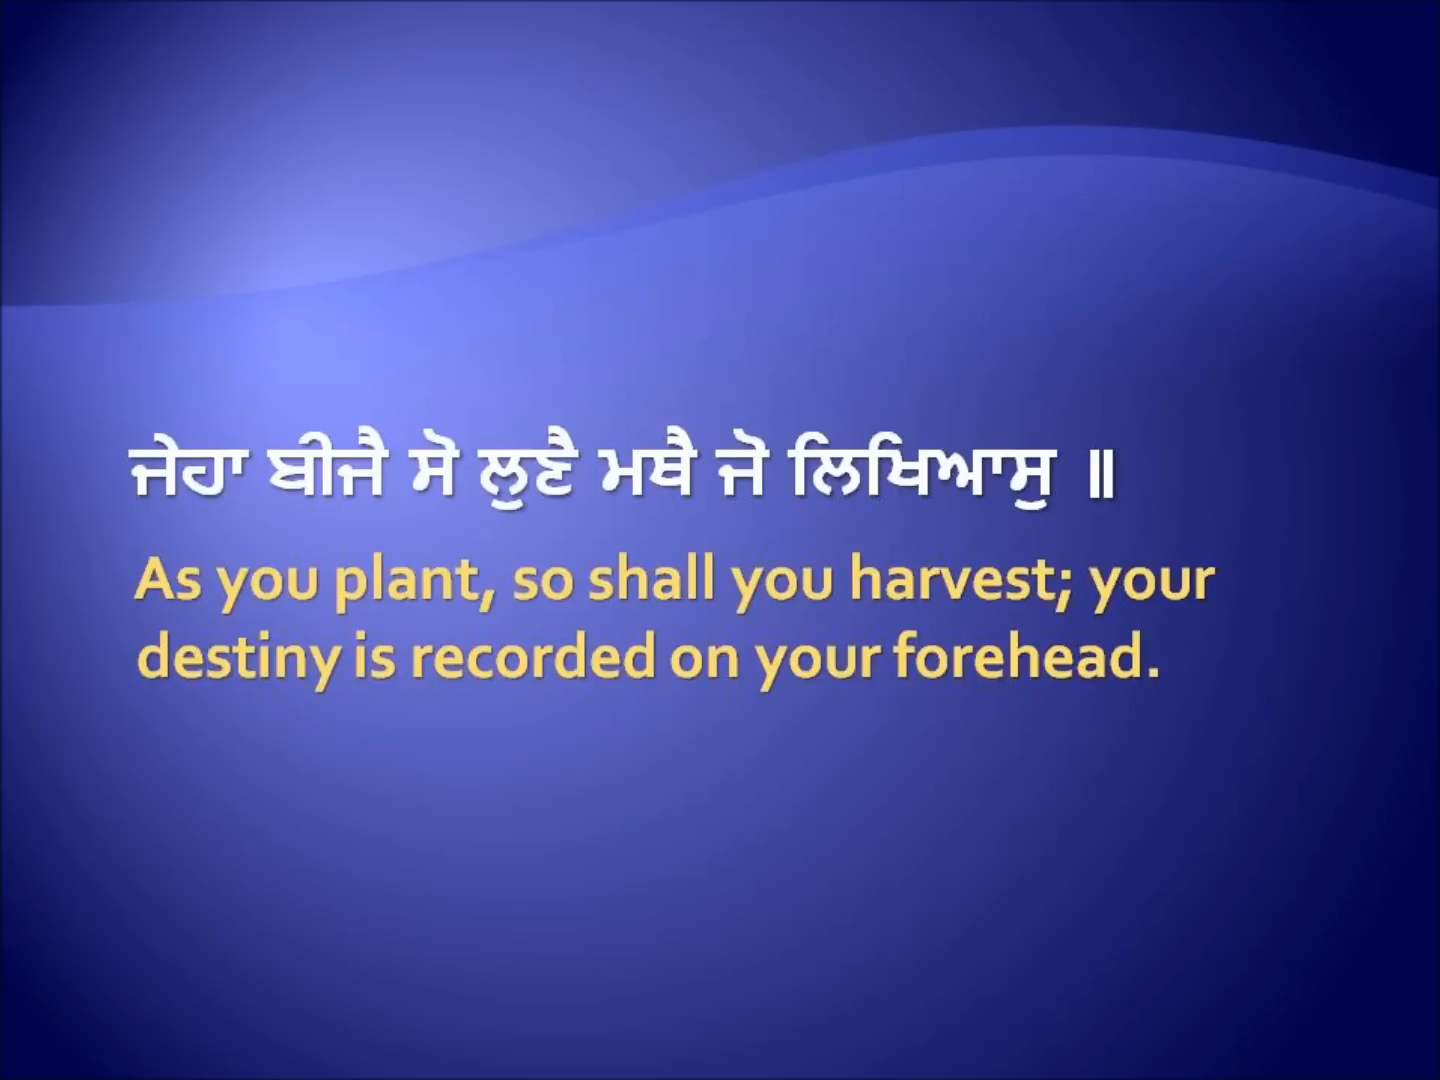 ਜੇਹਾ ਬੀਜੈ ਸੋ ਲੁਣੈ ਮਥੈ ਜੋ ਲਿਖਿਆਸੁ ॥
As you plant, so shall you harvest; your
destiny is recorded on your forehead.